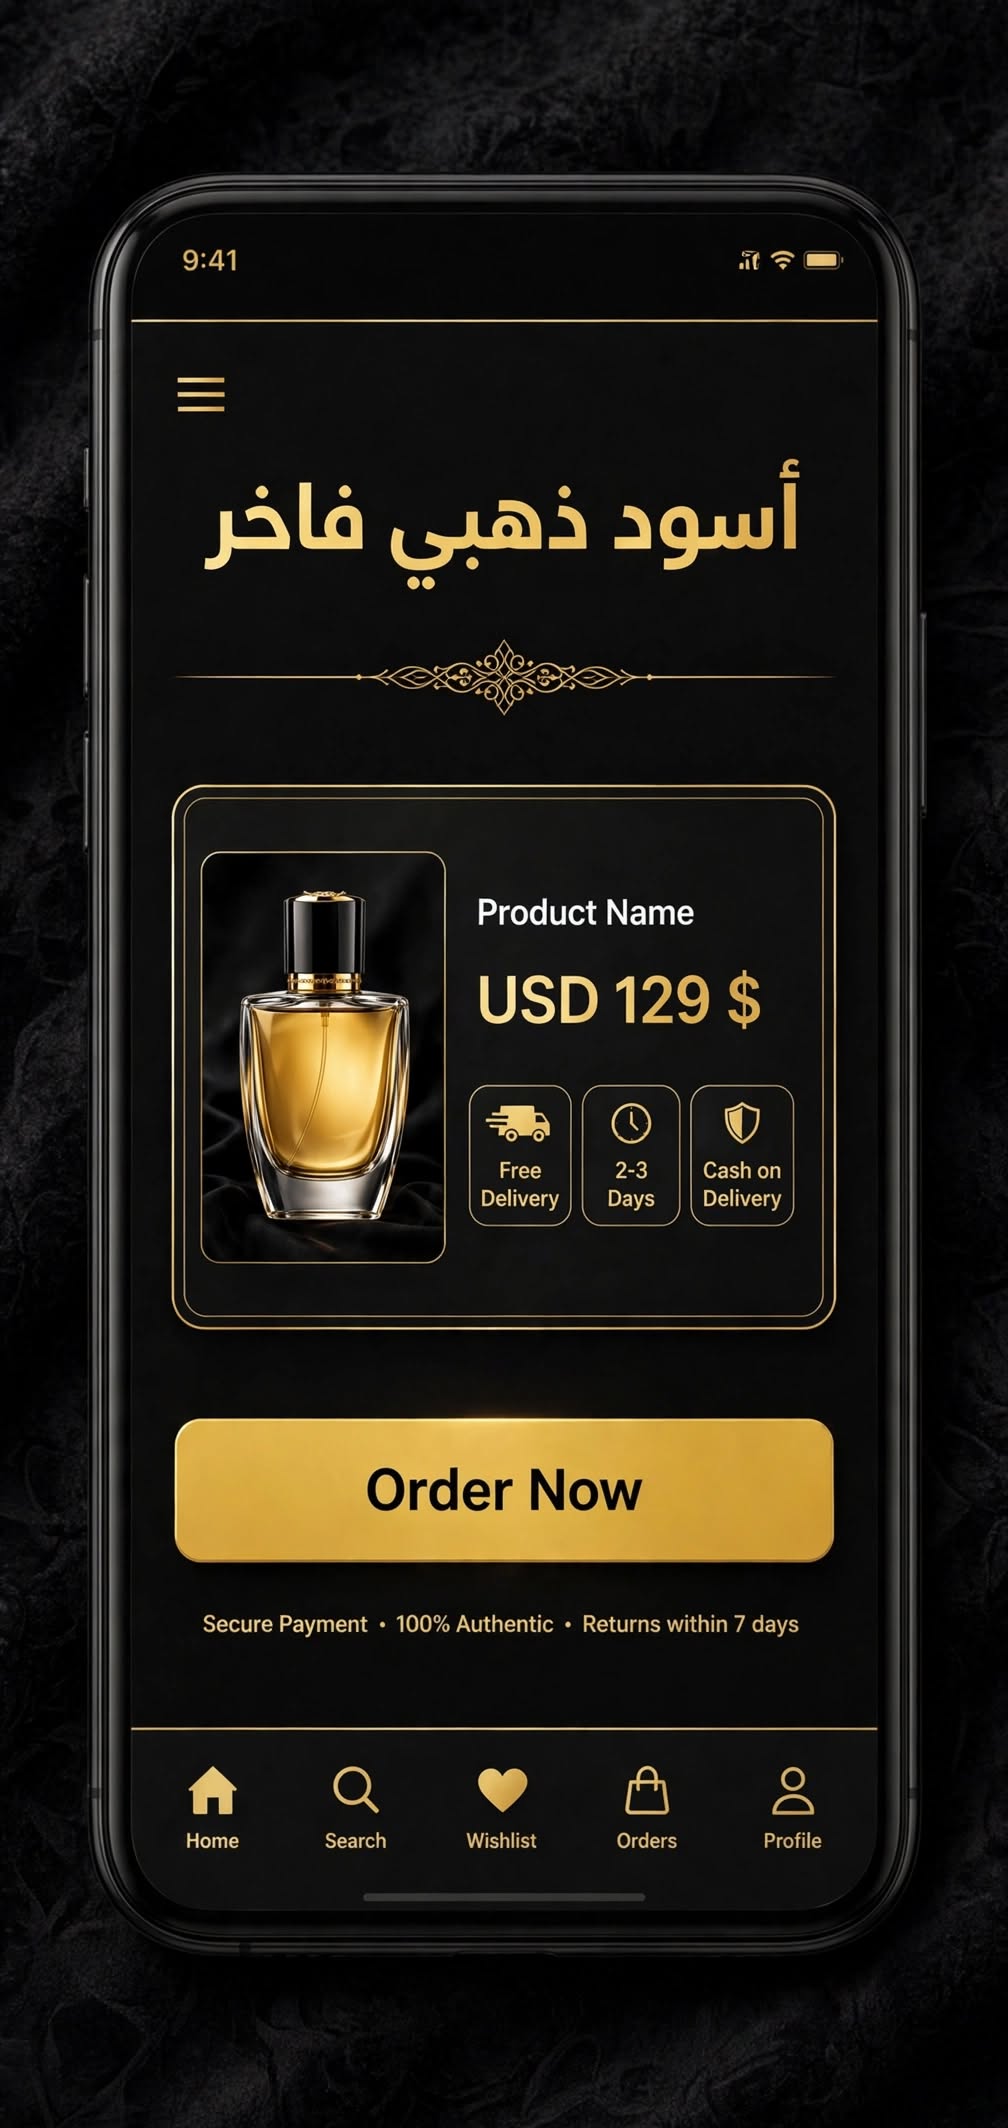 9:41
أسود ذهبي فاخر
Product Name
USD 129 $
Free
Delivery
2-3
Days
Cash on
Delivery
Order Now
Secure Payment • 100% Authentic • Returns within 7 days
Home
Search
Wishlist
Orders
Profile